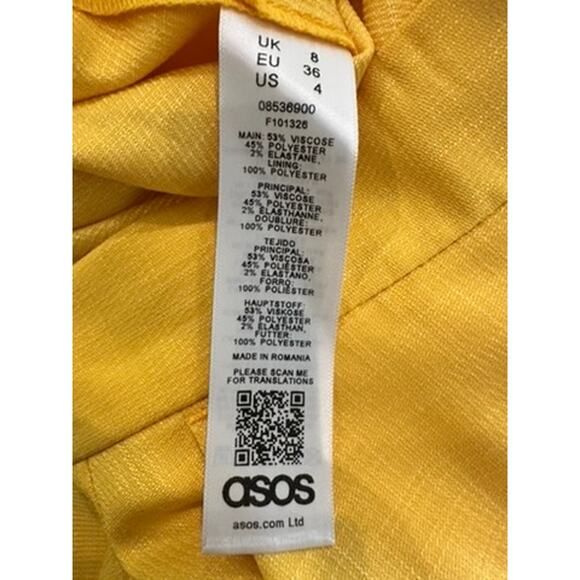 UK 8
EU 36
US 4
08536900
F101326
MAIN: 53% VISCOSE
45% POLYESTER
2% ELASTANE,
LINING:
100% POLYESTER
PRINCIPAL:
53% VISCOSE
45% POLYESTER
2% ELASTHANNE,
DOUBLURE:
100% POLYESTER
TEJIDO
PRINCIPAL:
53% VISCOSA
45% POLIÉSTER
2% ELASTANO,
FORRO:
100% POLIÉSTER
HAUPTSTOFF:
53% VISKOSE
45% POLYESTER
2% ELASTHAN,
FUTTER:
100% POLYESTER
MADE IN ROMANIA
PLEASE SCAN ME
FOR TRANSLATIONS
asos
asos.com Ltd